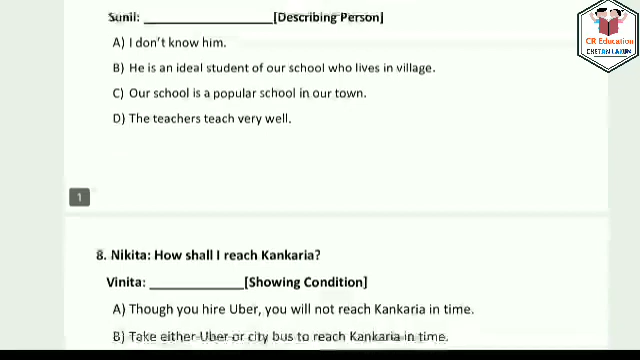 Sunil: ____________________[Describing Person]
A) I don't know him.
B) He is an ideal student of our school who lives in village.
C) Our school is a popular school in our town.
D) The teachers teach very well.
1
8. Nikita: How shall I reach Kankaria?
Vinita: _______________[Showing Condition]
A) Though you hire Uber, you will not reach Kankaria in time.
B) Take either Uber or city bus to reach Kankaria in time.
CR Education
CHETAN LAKUM